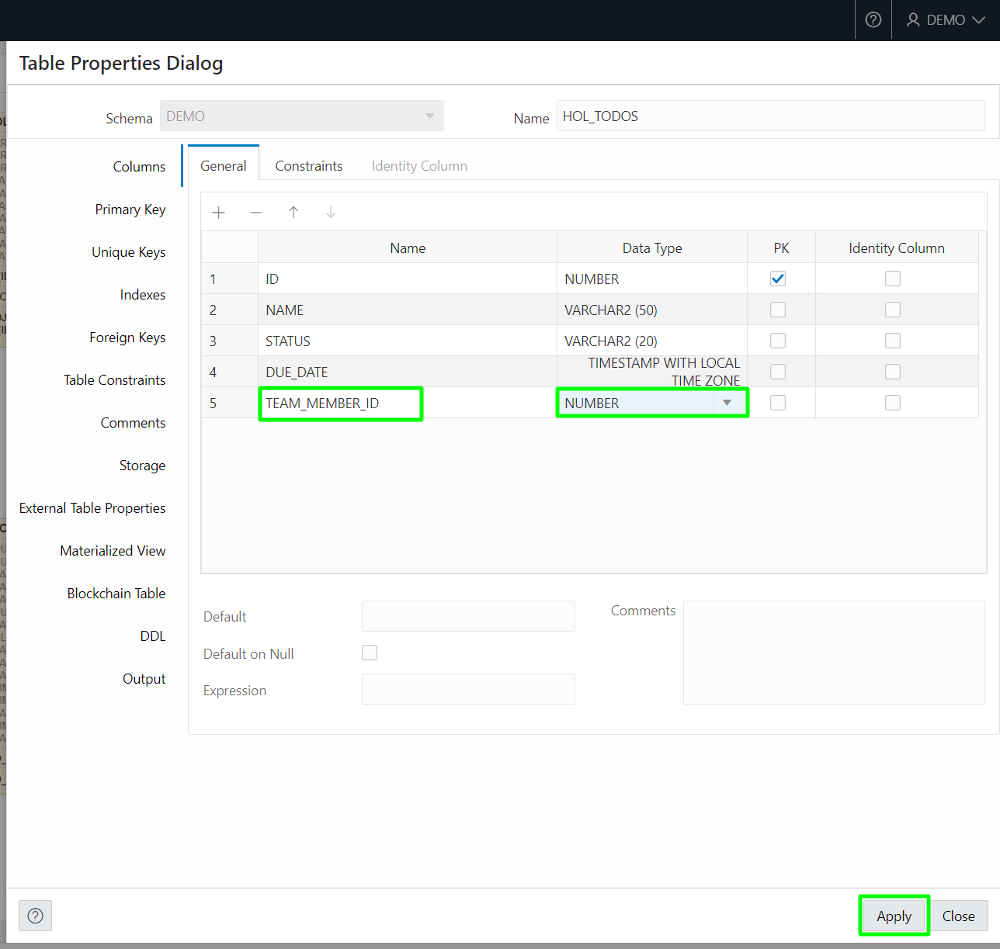 DEMO
Table Properties Dialog
Schema DEMO Name HOL_TODOS
Columns
Primary Key
Unique Keys
Indexes
Foreign Keys
Table Constraints
Comments
Storage
External Table Properties
Materialized View
Blockchain Table
DDL
Output
General Constraints Identity Column
Name Data Type PK Identity Column
1 ID NUMBER
2 NAME VARCHAR2 (50)
3 STATUS VARCHAR2 (20)
4 DUE_DATE TIMESTAMP WITH LOCAL
TIME ZONE
5 TEAM_MEMBER_ID NUMBER
Default
Default on Null
Expression
Comments
Apply Close